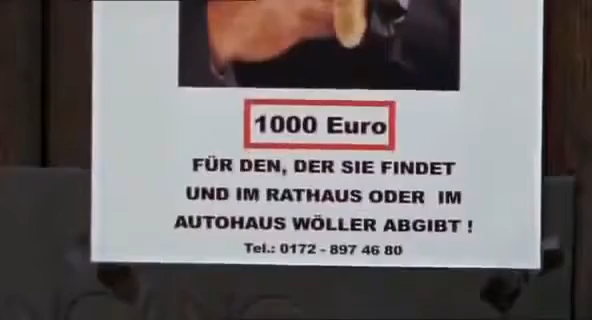 1000 Euro
FÜR DEN, DER SIE FINDET
UND IM RATHAUS ODER IM
AUTOHAUS WÖLLER ABGIBT !
Tel.: 0172 - 897 46 80